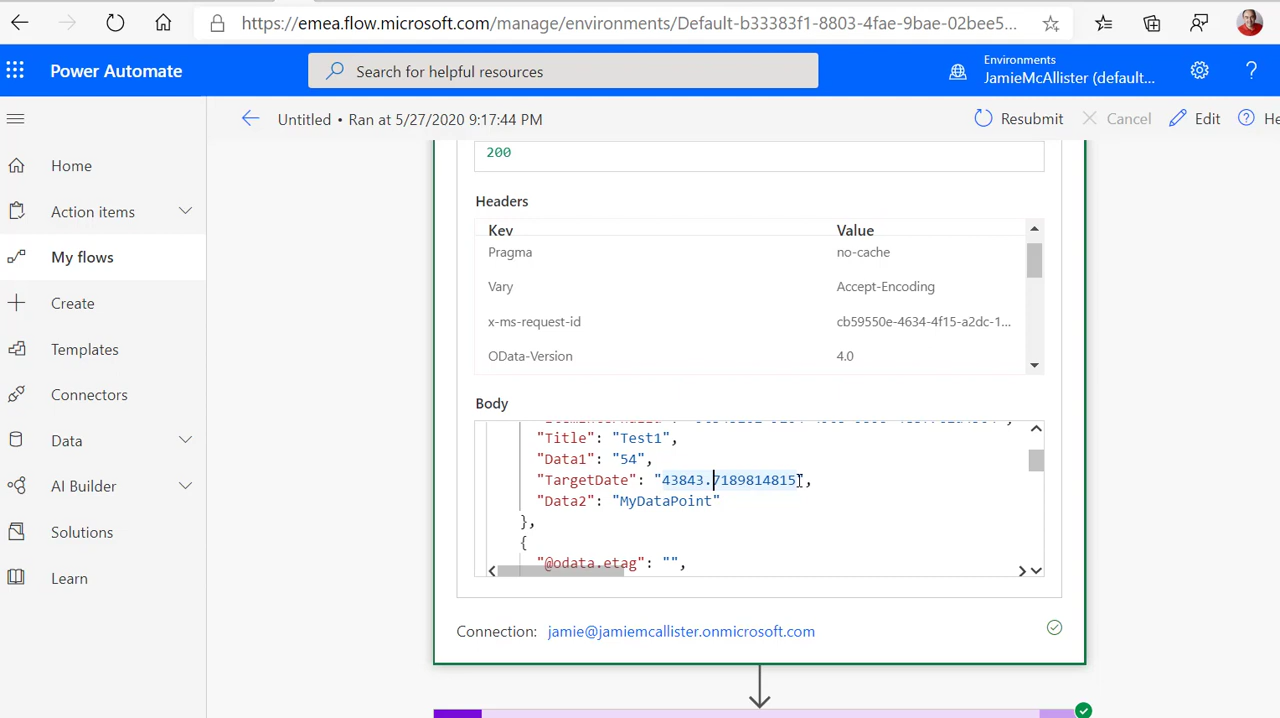 https://emea.flow.microsoft.com/manage/environments/Default-b33383f1-8803-4fae-9bae-02bee5...
Power Automate
Search for helpful resources
Environments
JamieMcAllister (default...
?
Untitled • Ran at 5/27/2020 9:17:44 PM
Resubmit
Cancel
Edit
He
Home
Action items
My flows
Create
Templates
Connectors
Data
AI Builder
Solutions
Learn
200
Headers
Key Value
Pragma no-cache
Vary Accept-Encoding
x-ms-request-id cb59550e-4634-4f15-a2dc-1...
OData-Version 4.0
Body
"Title": "Test1",
"Data1": "54",
"TargetDate": "43843.7189814815",
"Data2": "MyDataPoint"
},
{
"@odata.etag": "",
Connection: jamie@jamiemcallister.onmicrosoft.com